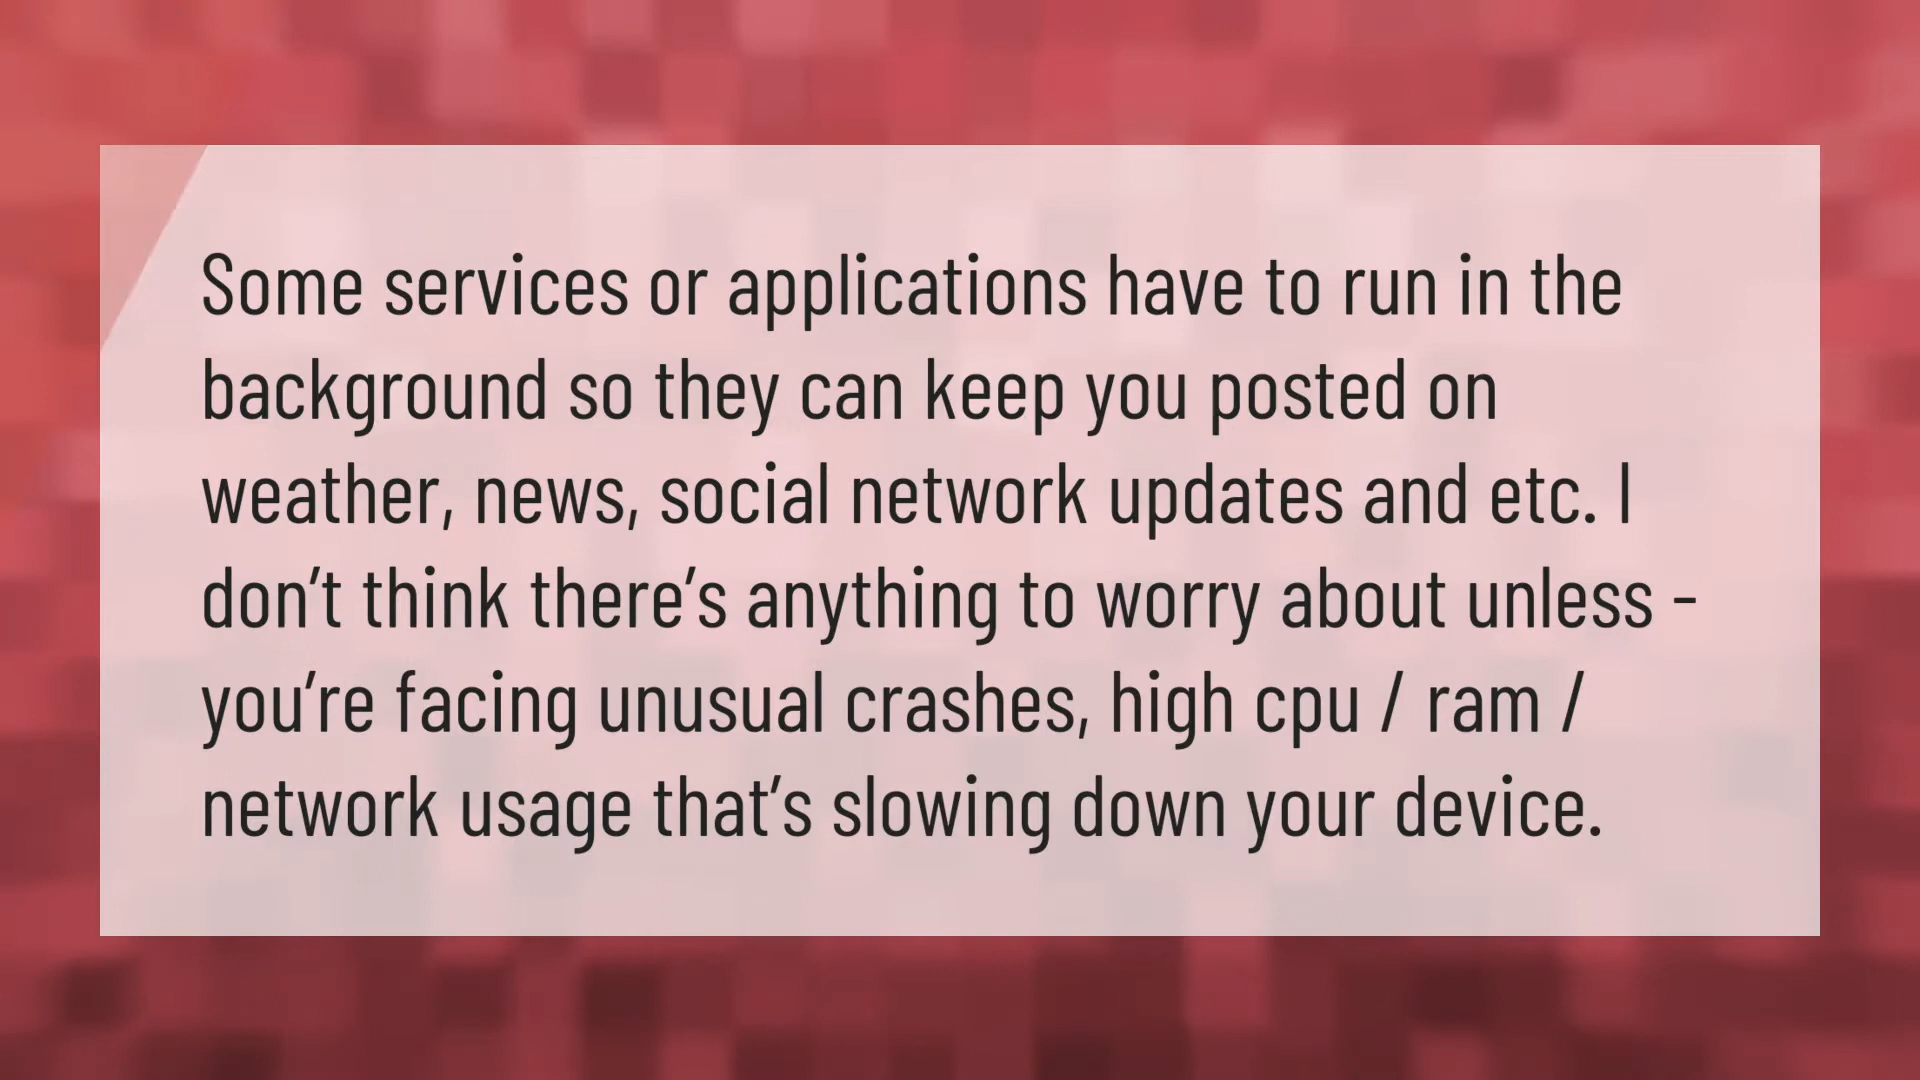 Some services or applications have to run in the
background so they can keep you posted on
weather, news, social network updates and etc. I
don’t think there’s anything to worry about unless -
you’re facing unusual crashes, high cpu / ram /
network usage that’s slowing down your device.